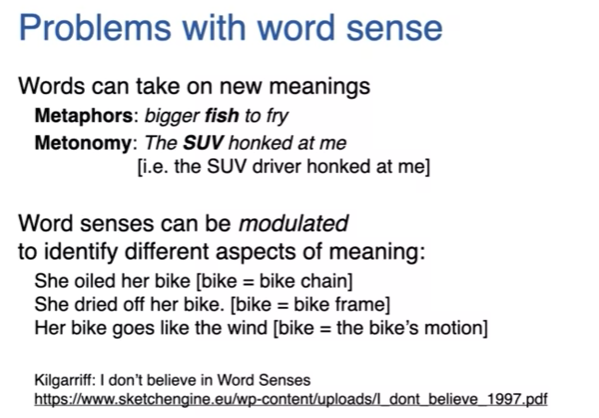 Problems with word sense
Words can take on new meanings
Metaphors: bigger fish to fry
Metonomy: The SUV honked at me
[i.e. the SUV driver honked at me]
Word senses can be modulated
to identify different aspects of meaning:
She oiled her bike [bike = bike chain]
She dried off her bike. [bike = bike frame]
Her bike goes like the wind [bike = the bike's motion]
Kilgarriff: I don't believe in Word Senses
https://www.sketchengine.eu/wp-content/uploads/I_dont_believe_1997.pdf